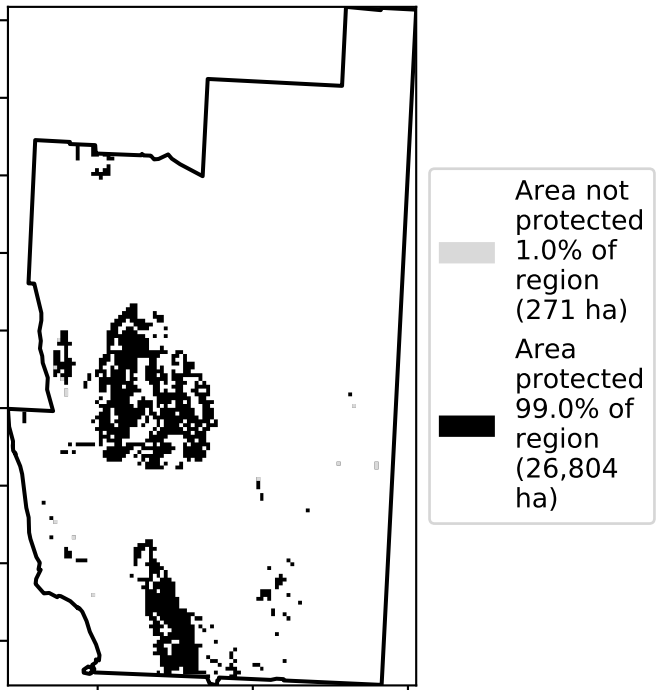 Area not
protected
1.0% of
region
(271 ha)
Area
protected
99.0% of
region
(26,804
ha)